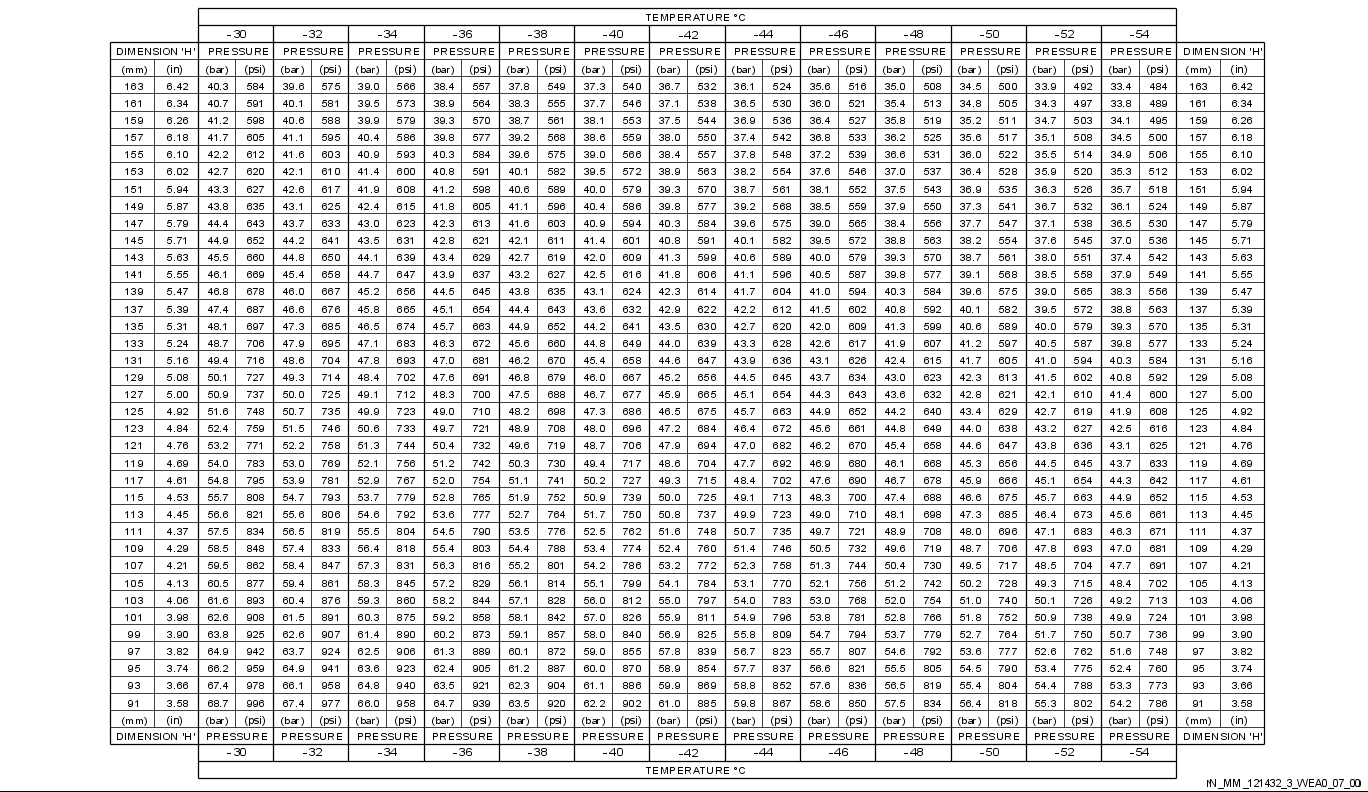 TEMPERATURE °C
-30 -32 -34 -36 -38 -40 -42 -44 -46 -48 -50 -52 -54
DIMENSION 'H' PRESSURE PRESSURE PRESSURE PRESSURE PRESSURE PRESSURE PRESSURE PRESSURE PRESSURE PRESSURE PRESSURE PRESSURE PRESSURE DIMENSION 'H'
(mm) (in) (bar) (psi) (bar) (psi) (bar) (psi) (bar) (psi) (bar) (psi) (bar) (psi) (bar) (psi) (bar) (psi) (bar) (psi) (bar) (psi) (bar) (psi) (bar) (psi) (bar) (psi) (mm) (in)
163 6.42 40.3 584 39.6 575 39.0 566 38.4 557 37.8 549 37.3 540 36.7 532 36.1 524 35.6 516 35.0 508 34.5 500 33.9 492 33.4 484 163 6.42
161 6.34 40.7 591 40.1 581 39.5 573 38.9 564 38.3 555 37.7 546 37.1 538 36.5 530 36.0 521 35.4 513 34.8 505 34.3 497 33.8 489 161 6.34
159 6.26 41.2 598 40.6 588 39.9 579 39.3 570 38.7 561 38.1 553 37.5 544 36.9 536 36.4 527 35.8 519 35.2 511 34.7 503 34.1 495 159 6.26
157 6.18 41.7 605 41.1 595 40.4 586 39.8 577 39.2 568 38.6 559 38.0 550 37.4 542 36.8 533 36.2 525 35.6 517 35.1 508 34.5 500 157 6.18
155 6.10 42.2 612 41.6 603 40.9 593 40.3 584 39.6 575 39.0 566 38.4 557 37.8 548 37.2 539 36.6 531 36.0 522 35.5 514 34.9 506 155 6.10
153 6.02 42.7 620 42.1 610 41.4 600 40.8 591 40.1 582 39.5 572 38.9 563 38.2 554 37.6 546 37.0 537 36.4 528 35.9 520 35.3 512 153 6.02
151 5.94 43.3 627 42.6 617 41.9 608 41.2 598 40.6 589 40.0 579 39.3 570 38.7 561 38.1 552 37.5 543 36.9 535 36.3 526 35.7 518 151 5.94
149 5.87 43.8 635 43.1 625 42.4 615 41.8 605 41.1 596 40.4 586 39.8 577 39.2 568 38.5 559 37.9 550 37.3 541 36.7 532 36.1 524 149 5.87
147 5.79 44.4 643 43.7 633 43.0 623 42.3 613 41.6 603 40.9 594 40.3 584 39.6 575 39.0 565 38.4 556 37.7 547 37.1 538 36.5 530 147 5.79
145 5.71 44.9 652 44.2 641 43.5 631 42.8 621 42.1 611 41.4 601 40.8 591 40.1 582 39.5 572 38.8 563 38.2 554 37.6 545 37.0 536 145 5.71
143 5.63 45.5 660 44.8 650 44.1 639 43.4 629 42.7 619 42.0 609 41.3 599 40.6 589 40.0 579 39.3 570 38.7 561 38.0 551 37.4 542 143 5.63
141 5.55 46.1 669 45.4 658 44.7 647 43.9 637 43.2 627 42.5 616 41.8 606 41.1 596 40.5 587 39.8 577 39.1 568 38.5 558 37.9 549 141 5.55
139 5.47 46.8 678 46.0 667 45.2 656 44.5 645 43.8 635 43.1 624 42.3 614 41.7 604 41.0 594 40.3 584 39.6 575 39.0 565 38.3 556 139 5.47
137 5.39 47.4 687 46.6 676 45.8 665 45.1 654 44.4 643 43.6 632 42.9 622 42.2 612 41.5 602 40.8 592 40.1 582 39.5 572 38.8 563 137 5.39
135 5.31 48.1 697 47.3 685 46.5 674 45.7 663 44.9 652 44.2 641 43.5 630 42.7 620 42.0 609 41.3 599 40.6 589 40.0 579 39.3 570 135 5.31
133 5.24 48.7 706 47.9 695 47.1 683 46.3 672 45.6 660 44.8 649 44.0 639 43.3 628 42.6 617 41.9 607 41.2 597 40.5 587 39.8 577 133 5.24
131 5.16 49.4 716 48.6 704 47.8 693 47.0 681 46.2 670 45.4 658 44.6 647 43.9 636 43.1 626 42.4 615 41.7 605 41.0 594 40.3 584 131 5.16
129 5.08 50.1 727 49.3 714 48.4 702 47.6 691 46.8 679 46.0 667 45.2 656 44.5 645 43.7 634 43.0 623 42.3 613 41.5 602 40.8 592 129 5.08
127 5.00 50.9 737 50.0 725 49.1 712 48.3 700 47.5 688 46.7 677 45.9 665 45.1 654 44.3 643 43.6 632 42.8 621 42.1 610 41.4 600 127 5.00
125 4.92 51.6 748 50.7 735 49.9 723 49.0 710 48.2 698 47.3 686 46.5 675 45.7 663 44.9 652 44.2 640 43.4 629 42.7 619 41.9 608 125 4.92
123 4.84 52.4 759 51.5 746 50.6 733 49.7 721 48.9 708 48.0 696 47.2 684 46.4 672 45.6 661 44.8 649 44.0 638 43.2 627 42.5 616 123 4.84
121 4.76 53.2 771 52.2 758 51.3 744 50.4 732 49.6 719 48.7 706 47.9 694 47.0 682 46.2 670 45.4 658 44.6 647 43.8 636 43.1 625 121 4.76
119 4.69 54.0 783 53.0 769 52.1 756 51.2 742 50.3 730 49.4 717 48.6 704 47.7 692 46.9 680 46.1 668 45.3 656 44.5 645 43.7 633 119 4.69
117 4.61 54.8 795 53.9 781 52.9 767 52.0 754 51.1 741 50.2 727 49.3 715 48.4 702 47.6 690 46.7 678 45.9 666 45.1 654 44.3 642 117 4.61
115 4.53 55.7 808 54.7 793 53.7 779 52.8 765 51.9 752 50.9 739 50.0 725 49.1 713 48.3 700 47.4 688 46.6 675 45.7 663 44.9 652 115 4.53
113 4.45 56.6 821 55.6 806 54.6 792 53.6 777 52.7 764 51.7 750 50.8 737 49.9 723 49.0 710 48.1 698 47.3 685 46.4 673 45.6 661 113 4.45
111 4.37 57.5 834 56.5 819 55.5 804 54.5 790 53.5 776 52.5 762 51.6 748 50.7 735 49.7 721 48.9 708 48.0 696 47.1 683 46.3 671 111 4.37
109 4.29 58.5 848 57.4 833 56.4 818 55.4 803 54.4 788 53.4 774 52.4 760 51.4 746 50.5 732 49.6 719 48.7 706 47.8 693 47.0 681 109 4.29
107 4.21 59.5 862 58.4 847 57.3 831 56.3 816 55.2 801 54.2 786 53.2 772 52.3 758 51.3 744 50.4 730 49.5 717 48.5 704 47.7 691 107 4.21
105 4.13 60.5 877 59.4 861 58.3 845 57.2 829 56.1 814 55.1 799 54.1 784 53.1 770 52.1 756 51.2 742 50.2 728 49.3 715 48.4 702 105 4.13
103 4.06 61.6 893 60.4 876 59.3 860 58.2 844 57.1 828 56.0 812 55.0 797 54.0 783 53.0 768 52.0 754 51.0 740 50.1 726 49.2 713 103 4.06
101 3.98 62.6 908 61.5 891 60.3 875 59.2 858 58.1 842 57.0 826 55.9 811 54.9 796 53.8 781 52.8 766 51.8 752 50.9 738 49.9 724 101 3.98
99 3.90 63.8 925 62.6 907 61.4 890 60.2 873 59.1 857 58.0 840 56.9 825 55.8 809 54.7 794 53.7 779 52.7 764 51.7 750 50.7 736 99 3.90
97 3.82 64.9 942 63.7 924 62.5 906 61.3 889 60.1 872 59.0 855 57.8 839 56.7 823 55.7 807 54.6 792 53.6 777 52.6 762 51.6 748 97 3.82
95 3.74 66.2 959 64.9 941 63.6 923 62.4 905 61.2 887 60.0 870 58.9 854 57.7 837 56.6 821 55.5 805 54.5 790 53.4 775 52.4 760 95 3.74
93 3.66 67.4 978 66.1 958 64.8 940 63.5 921 62.3 904 61.1 886 59.9 869 58.8 852 57.6 836 56.5 819 55.4 804 54.4 788 53.3 773 93 3.66
91 3.58 68.7 996 67.4 977 66.0 958 64.7 939 63.5 920 62.2 902 61.0 885 59.8 867 58.6 850 57.5 834 56.4 818 55.3 802 54.2 786 91 3.58
(mm) (in) (bar) (psi) (bar) (psi) (bar) (psi) (bar) (psi) (bar) (psi) (bar) (psi) (bar) (psi) (bar) (psi) (bar) (psi) (bar) (psi) (bar) (psi) (bar) (psi) (bar) (psi) (mm) (in)
DIMENSION 'H' PRESSURE PRESSURE PRESSURE PRESSURE PRESSURE PRESSURE PRESSURE PRESSURE PRESSURE PRESSURE PRESSURE PRESSURE PRESSURE DIMENSION 'H'
-30 -32 -34 -36 -38 -40 -42 -44 -46 -48 -50 -52 -54
TEMPERATURE °C